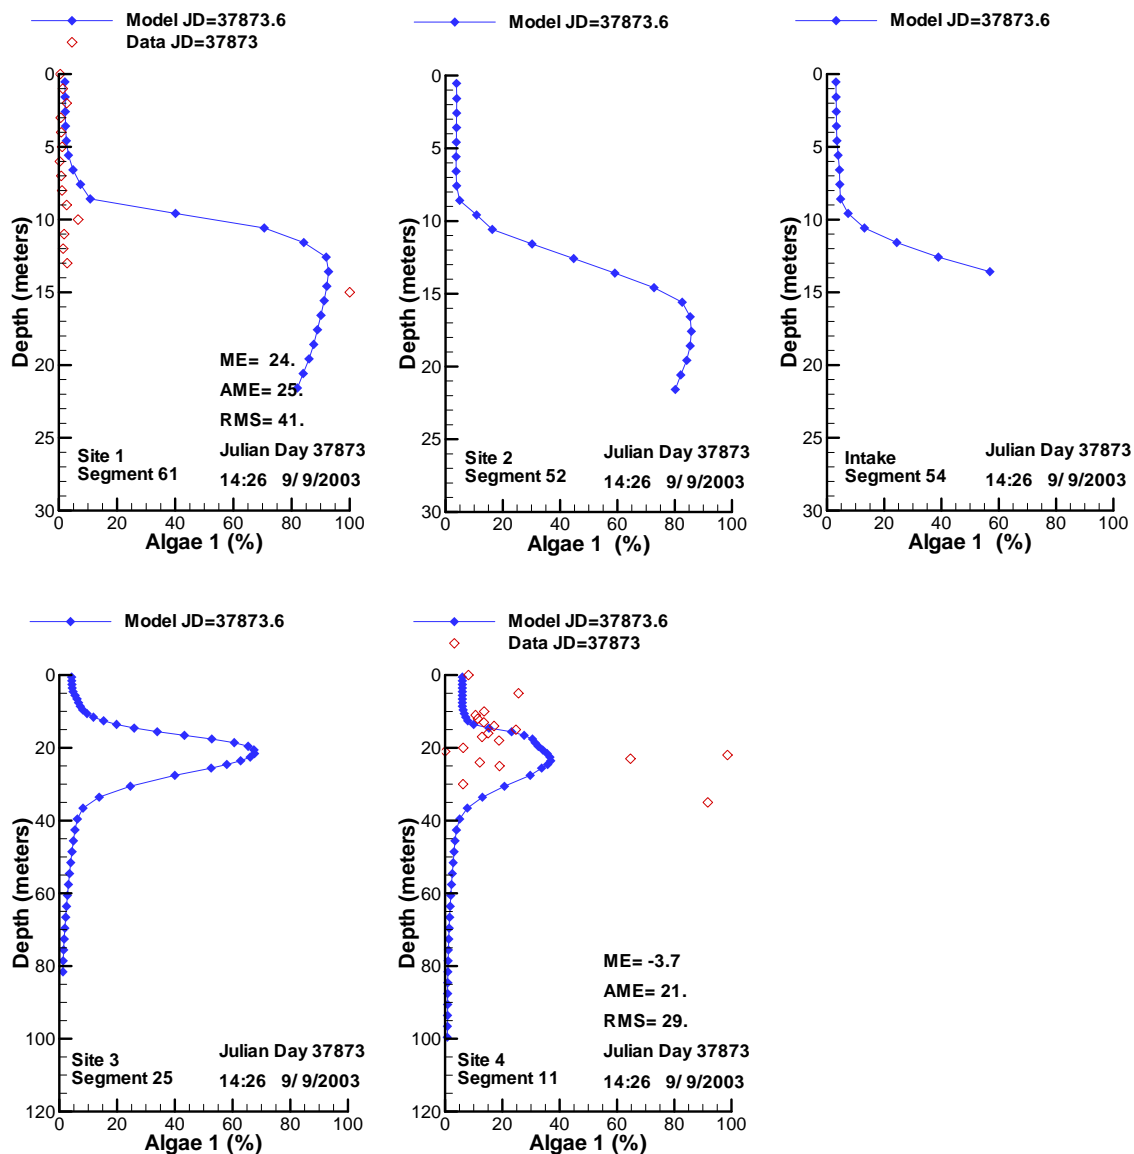 Model JD=37873.6
Data JD=37873
0
5
10
15
20
25
30
Depth (meters)
ME= 24.
AME= 25.
RMS= 41.
Site 1
Segment 61
Julian Day 37873
14:26 9/ 9/2003
0 20 40 60 80 100
Algae 1 (%)
Model JD=37873.6
0
5
10
15
20
25
30
Depth (meters)
Site 2
Segment 52
Julian Day 37873
14:26 9/ 9/2003
0 20 40 60 80 100
Algae 1 (%)
Model JD=37873.6
0
5
10
15
20
25
30
Depth (meters)
Intake
Segment 54
Julian Day 37873
14:26 9/ 9/2003
0 20 40 60 80 100
Algae 1 (%)
Model JD=37873.6
0
20
40
60
80
100
120
Depth (meters)
Site 3
Segment 25
Julian Day 37873
14:26 9/ 9/2003
0 20 40 60 80 100
Algae 1 (%)
Model JD=37873.6
Data JD=37873
0
20
40
60
80
100
120
Depth (meters)
ME= -3.7
AME= 21.
RMS= 29.
Site 4
Segment 11
Julian Day 37873
14:26 9/ 9/2003
0 20 40 60 80 100
Algae 1 (%)